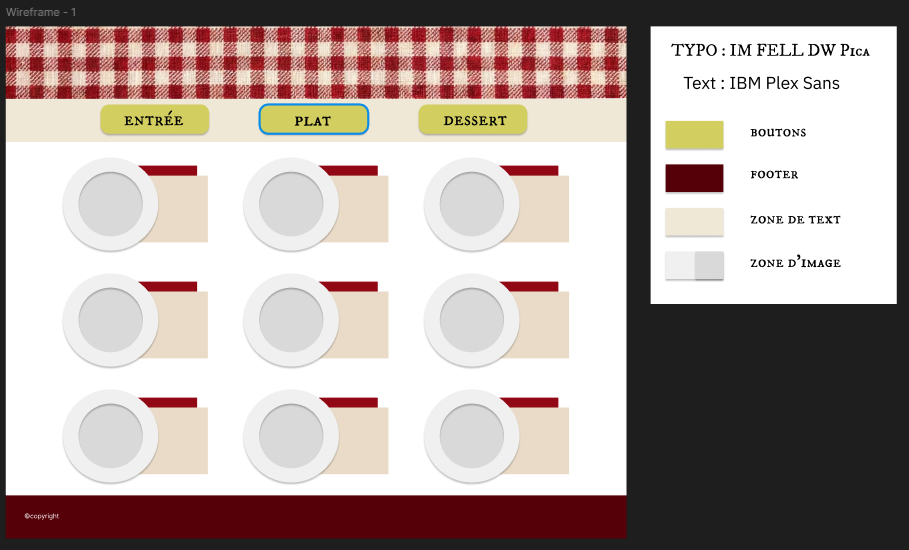 Wireframe - 1
ENTRÉE
PLAT
DESSERT
©copyright
TYPO : IM FELL DW Pica
Text : IBM Plex Sans
BOUTONS
FOOTER
ZONE DE TEXT
ZONE D'IMAGE